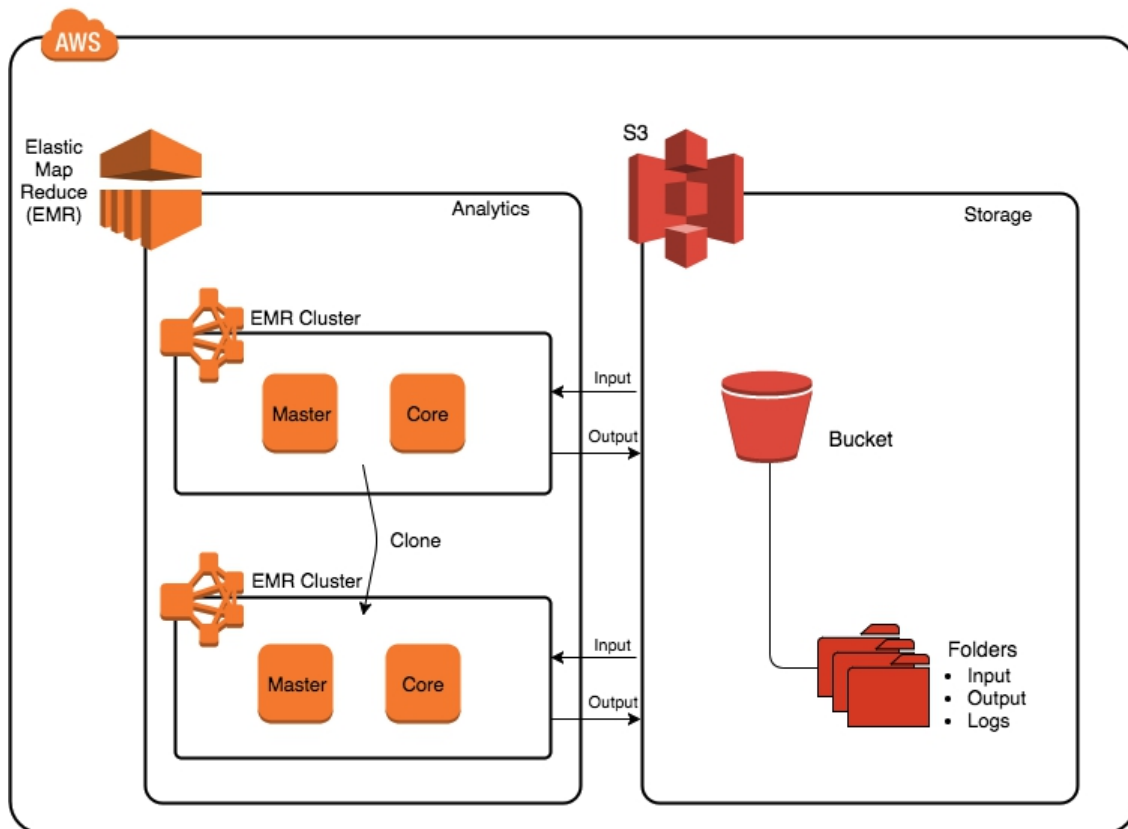 AWS
Elastic
Map
Reduce
(EMR)
Analytics
S3
Storage
EMR Cluster
Master
Core
Input
Output
Bucket
Clone
EMR Cluster
Master
Core
Input
Output
Folders
• Input
• Output
• Logs